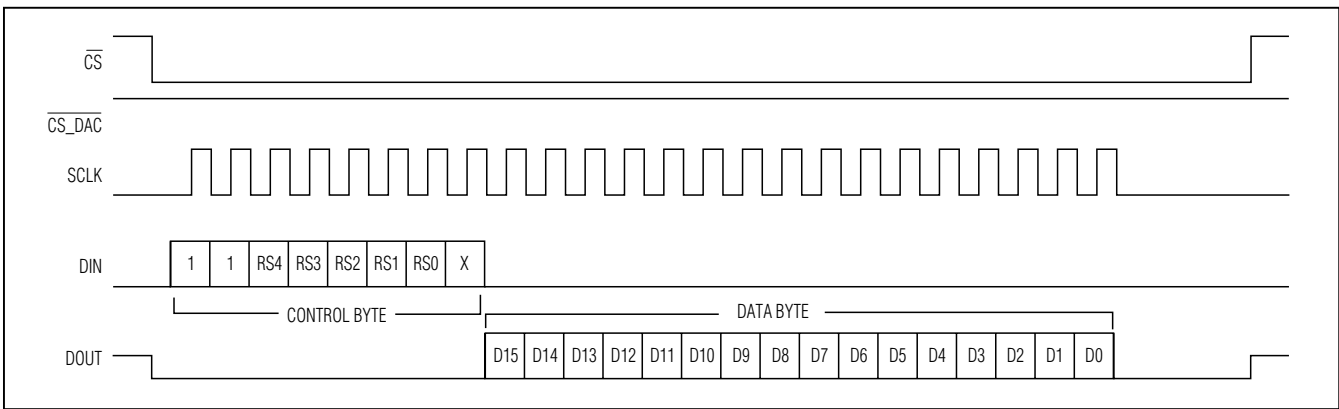 CS
CS_DAC
SCLK
DIN 1 1 RS4 RS3 RS2 RS1 RS0 X
CONTROL BYTE DATA BYTE
DOUT D15 D14 D13 D12 D11 D10 D9 D8 D7 D6 D5 D4 D3 D2 D1 D0